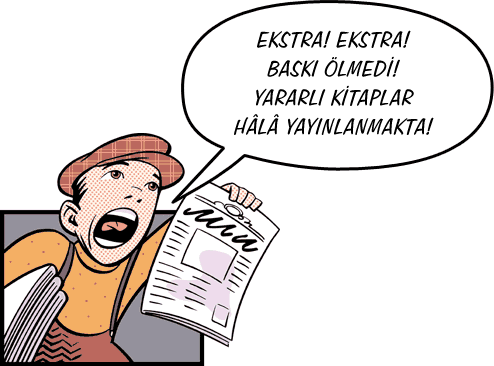 EKSTRA! EKSTRA!
BASKI ÖLMEDİ!
YARARLI KİTAPLAR
HÂLÂ YAYINLANMAKTA!